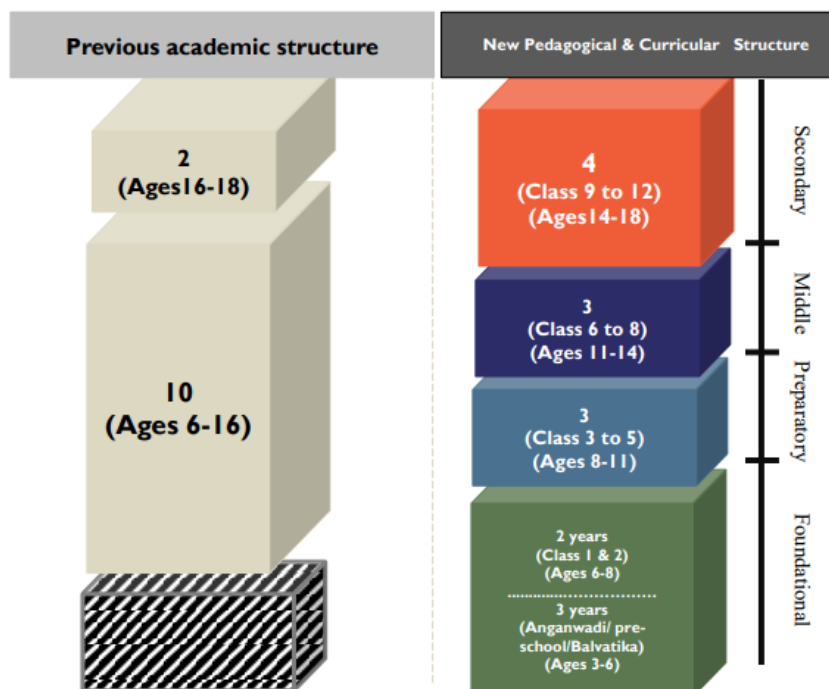 Previous academic structure
New Pedagogical & Curricular Structure
2
(Ages16-18)
10
(Ages 6-16)
4
(Class 9 to 12)
(Ages14-18)
3
(Class 6 to 8)
(Ages 11-14)
3
(Class 3 to 5)
(Ages 8-11)
2 years
(Class 1 & 2)
(Ages 6-8)
3 years
(Anganwadi/ pre-
school/Balvatika)
(Ages 3-6)
Secondary
Middle
Preparatory
Foundational